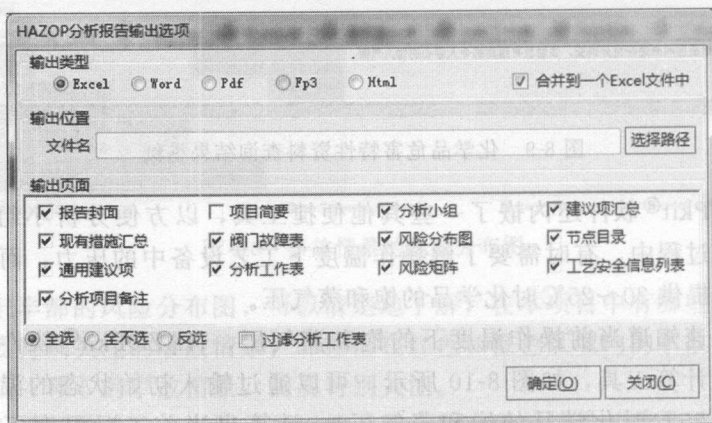 HAZOP分析报告输出选项
输出类型
Excel Word Pdf Fp3 Html 合并到一个Excel文件中
输出位置
文件名 选择路径
输出页面
报告封面 项目简要 分析小组 建议项汇总
现有措施汇总 阀门故障表 风险分布图 节点目录
通用建议项 分析工作表 风险矩阵 工艺安全信息列表
分析项目备注
全选 全不选 反选 过滤分析工作表
确定(O) 关闭(C)